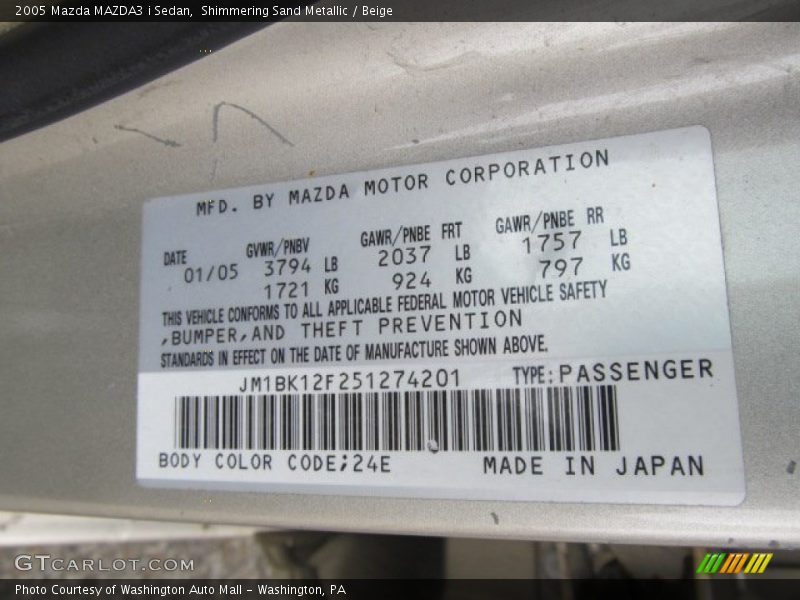 2005 Mazda MAZDA3 i Sedan,  Shimmering Sand Metallic / Beige
MFD. BY MAZDA MOTOR CORPORATION
DATE GVWR/PNBV GAWR/PNBE FRT GAWR/PNBE RR
01/05 3794 LB 2037 LB 1757 LB
1721 KG 924 KG 797 KG
THIS VEHICLE CONFORMS TO ALL APPLICABLE FEDERAL MOTOR VEHICLE SAFETY
,BUMPER,AND THEFT PREVENTION
STANDARDS IN EFFECT ON THE DATE OF MANUFACTURE SHOWN ABOVE.
JM1BK12F251274201 TYPE:PASSENGER
BODY COLOR CODE;24E MADE IN JAPAN
GTCARLOT.COM
Photo Courtesy of Washington Auto Mall - Washington, PA